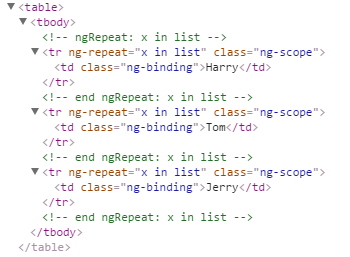 ▼<table>
▼<tbody>
<!-- ngRepeat: x in list -->
▼<tr ng-repeat="x in list" class="ng-scope">
<td class="ng-binding">Harry</td>
</tr>
<!-- end ngRepeat: x in list -->
▼<tr ng-repeat="x in list" class="ng-scope">
<td class="ng-binding">Tom</td>
</tr>
<!-- end ngRepeat: x in list -->
▼<tr ng-repeat="x in list" class="ng-scope">
<td class="ng-binding">Jerry</td>
</tr>
<!-- end ngRepeat: x in list -->
</tbody>
</table>